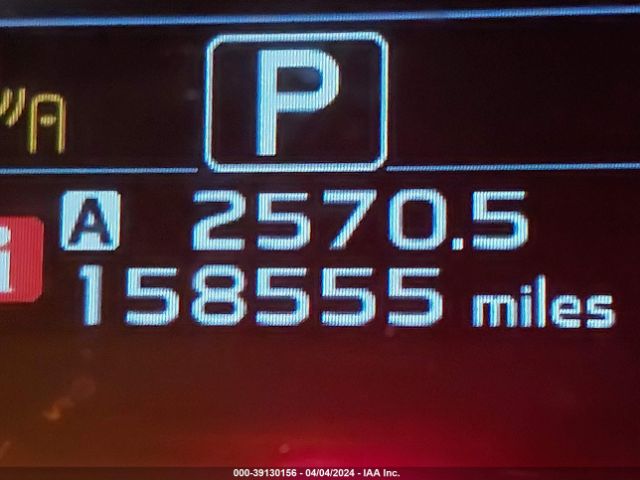 P
A 2570.5
i
158555 miles
000-39130156 - 04/04/2024 - IAA Inc.